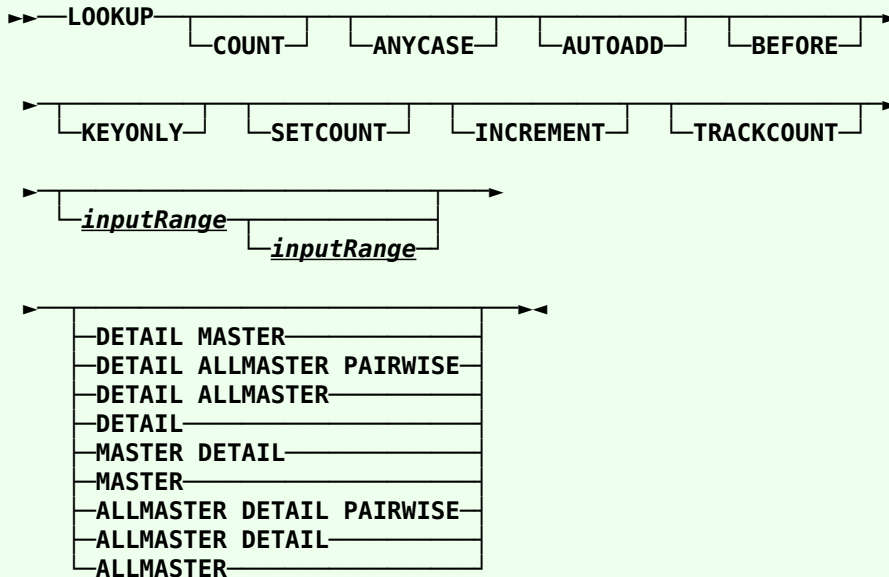 LOOKUP
COUNT ANYCASE AUTOADD BEFORE
KEYONLY SETCOUNT INCREMENT TRACKCOUNT
inputRange
inputRange
DETAIL MASTER
DETAIL ALLMASTER PAIRWISE
DETAIL ALLMASTER
DETAIL
MASTER DETAIL
MASTER
ALLMASTER DETAIL PAIRWISE
ALLMASTER DETAIL
ALLMASTER